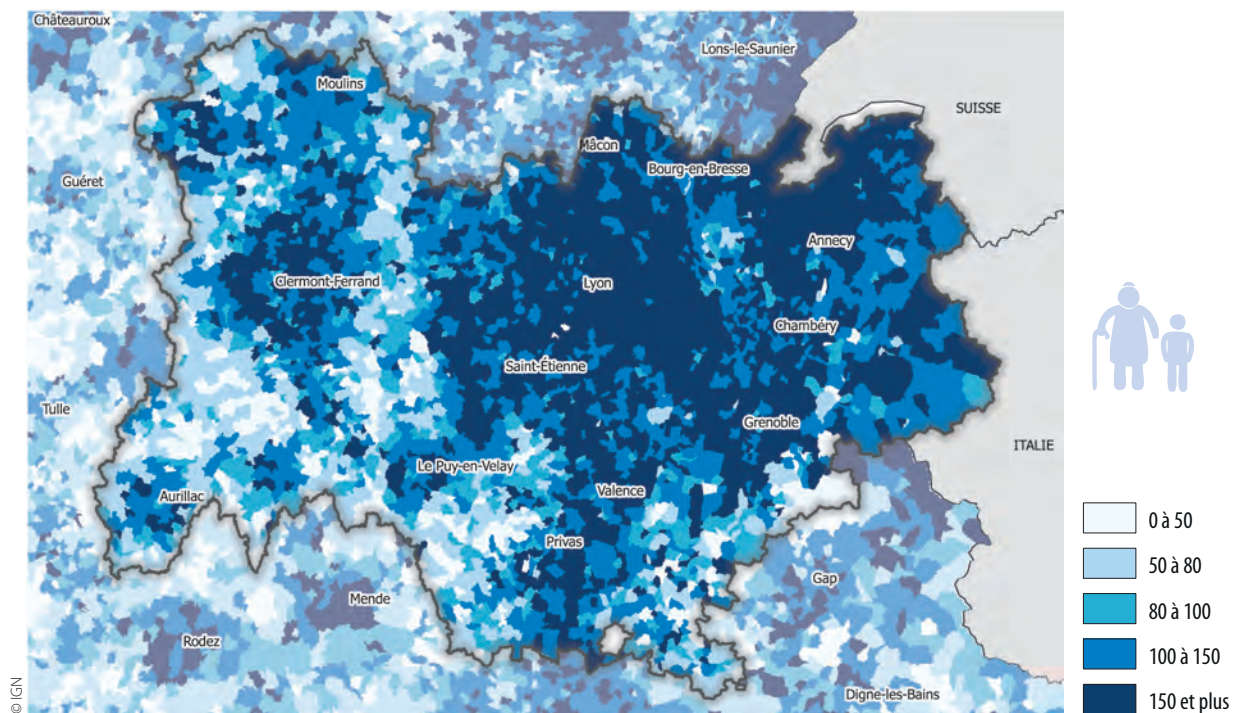 Châteauroux
Lons-le-Saunier
Moulins
SUISSE
Mâcon
Bourg-en-Bresse
Guéret
Annecy
Clermont-Ferrand
Lyon
Chambéry
Saint-Étienne
Tulle
Grenoble
ITALIE
Le Puy-en-Velay
Aurillac
Valence
Privas
Gap
Mende
Rodez
Digne-les-Bains
© IGN
0 à 50
50 à 80
80 à 100
100 à 150
150 et plus